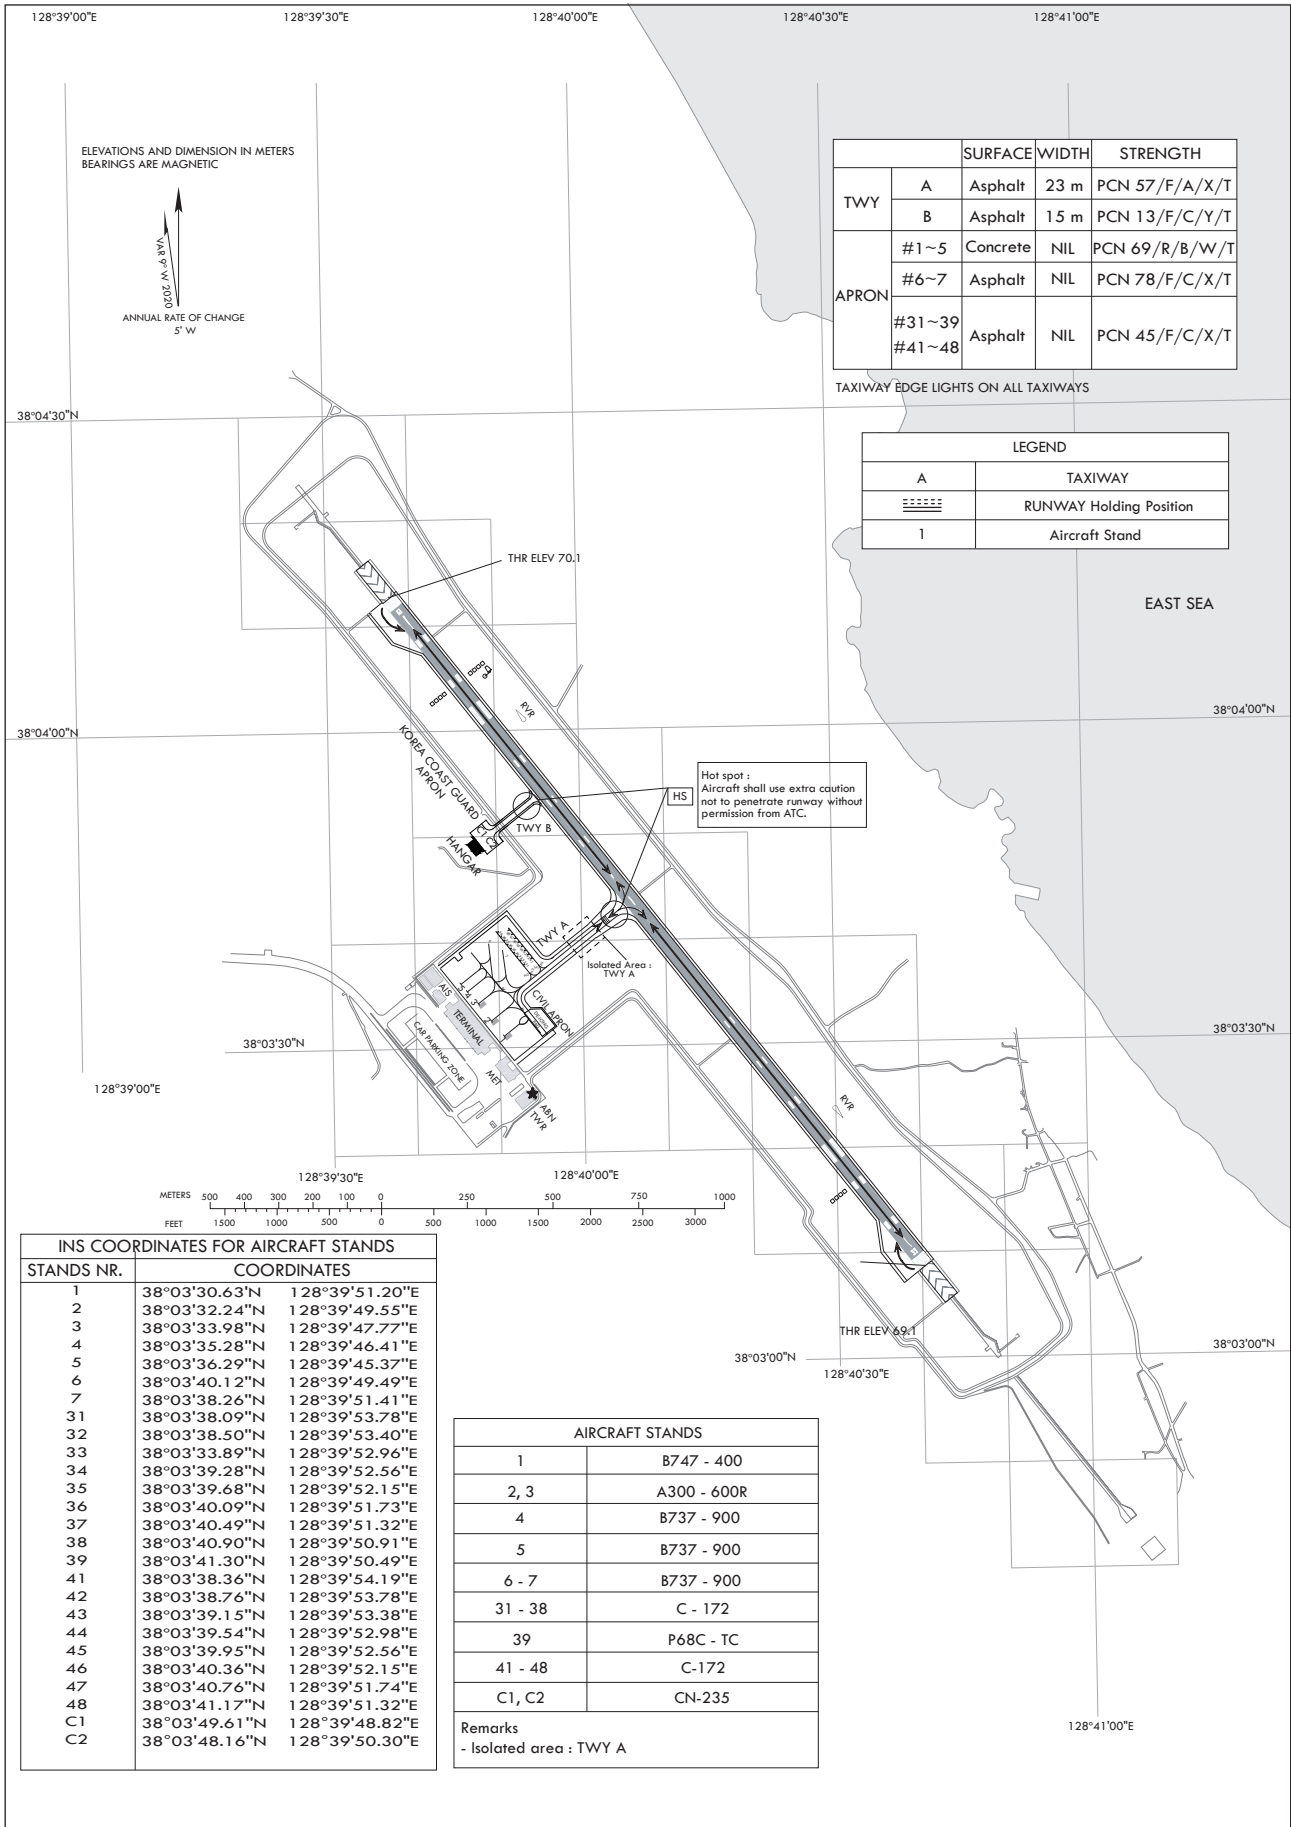 128°39'00"E 128°39'30"E 128°40'00"E 128°40'30"E 128°41'00"E
ELEVATIONS AND DIMENSION IN METERS
BEARINGS ARE MAGNETIC
VAR 9° W 2020
ANNUAL RATE OF CHANGE
5' W
SURFACE WIDTH STRENGTH
TWY
A Asphalt 23 m PCN 57/F/A/X/T
B Asphalt 15 m PCN 13/F/C/Y/T
APRON
#1~5 Concrete NIL PCN 69/R/B/W/T
#6~7 Asphalt NIL PCN 78/F/C/X/T
#31~39
#41~48
Asphalt NIL PCN 45/F/C/X/T
TAXIWAY EDGE LIGHTS ON ALL TAXIWAYS
38°04'30"N
LEGEND
A TAXIWAY
RUNWAY Holding Position
1 Aircraft Stand
THR ELEV 70.1
EAST SEA
RVR
38°04'00"N
38°04'00"N
KOREA COAST GUARD
APRON
HS
Hot spot :
Aircraft shall use extra caution
not to penetrate runway without
permission from ATC.
C1 C2
TWY B
HANGAR
TWY A
Isolated Area :
TWY A
AIS
5 4 3
2
1
CIVIL APRON
TERMINAL
CAR PARKING ZONE
MET
ABN
TWR
38°03'30"N
38°03'30"N
RVR
128°39'00"E
128°39'30"E
128°40'00"E
METERS 500 400 300 200 100 0 250 500 750 1000
FEET 1500 1000 500 0 500 1000 1500 2000 2500 3000
THR ELEV 69.1
38°03'00"N
38°03'00"N
128°40'30"E
INS COORDINATES FOR AIRCRAFT STANDS
STANDS NR. COORDINATES
1 38°03'30.63'N 128°39'51.20"E
2 38°03'32.24"N 128°39'49.55"E
3 38°03'33.98"N 128°39'47.77"E
4 38°03'35.28"N 128°39'46.41"E
5 38°03'36.29"N 128°39'45.37"E
6 38°03'40.12"N 128°39'49.49"E
7 38°03'38.26"N 128°39'51.41"E
31 38°03'38.09"N 128°39'53.78"E
32 38°03'38.50"N 128°39'53.40"E
33 38°03'33.89"N 128°39'52.96"E
34 38°03'39.28"N 128°39'52.56"E
35 38°03'39.68"N 128°39'52.15"E
36 38°03'40.09"N 128°39'51.73"E
37 38°03'40.49"N 128°39'51.32"E
38 38°03'40.90"N 128°39'50.91"E
39 38°03'41.30"N 128°39'50.49"E
41 38°03'38.36"N 128°39'54.19"E
42 38°03'38.76"N 128°39'53.78"E
43 38°03'39.15"N 128°39'53.38"E
44 38°03'39.54"N 128°39'52.98"E
45 38°03'39.95"N 128°39'52.56"E
46 38°03'40.36"N 128°39'52.15"E
47 38°03'40.76"N 128°39'51.74"E
48 38°03'41.17"N 128°39'51.32"E
C1 38°03'49.61"N 128°39'48.82"E
C2 38°03'48.16"N 128°39'50.30"E
AIRCRAFT STANDS
1 B747 - 400
2, 3 A300 - 600R
4 B737 - 900
5 B737 - 900
6 - 7 B737 - 900
31 - 38 C - 172
39 P68C - TC
41 - 48 C-172
C1, C2 CN-235
Remarks
- Isolated area : TWY A
128°41'00"E